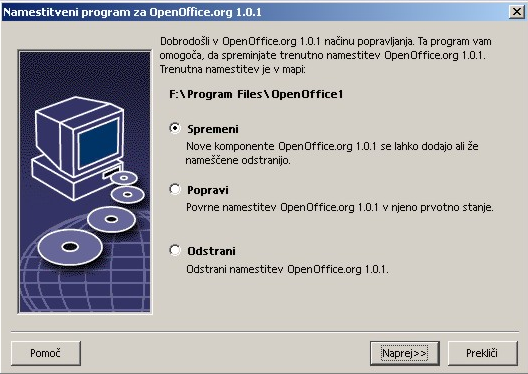 Namestitveni program za OpenOffice.org 1.0.1
Dobrodošli v OpenOffice.org 1.0.1 načinu popravljanja. Ta program vam
omogoča, da spreminjate trenutno namestitev OpenOffice.org 1.0.1.
Trenutna namestitev je v mapi:
F:\Program Files\OpenOffice1
Spremeni
Nove komponente OpenOffice.org 1.0.1 se lahko dodajo ali že
nameščene odstranijo.
Popravi
Povrne namestitev OpenOffice.org 1.0.1 v njeno prvotno stanje.
Odstrani
Odstrani namestitev OpenOffice.org 1.0.1.
Pomoč
Naprej>>
Prekliči